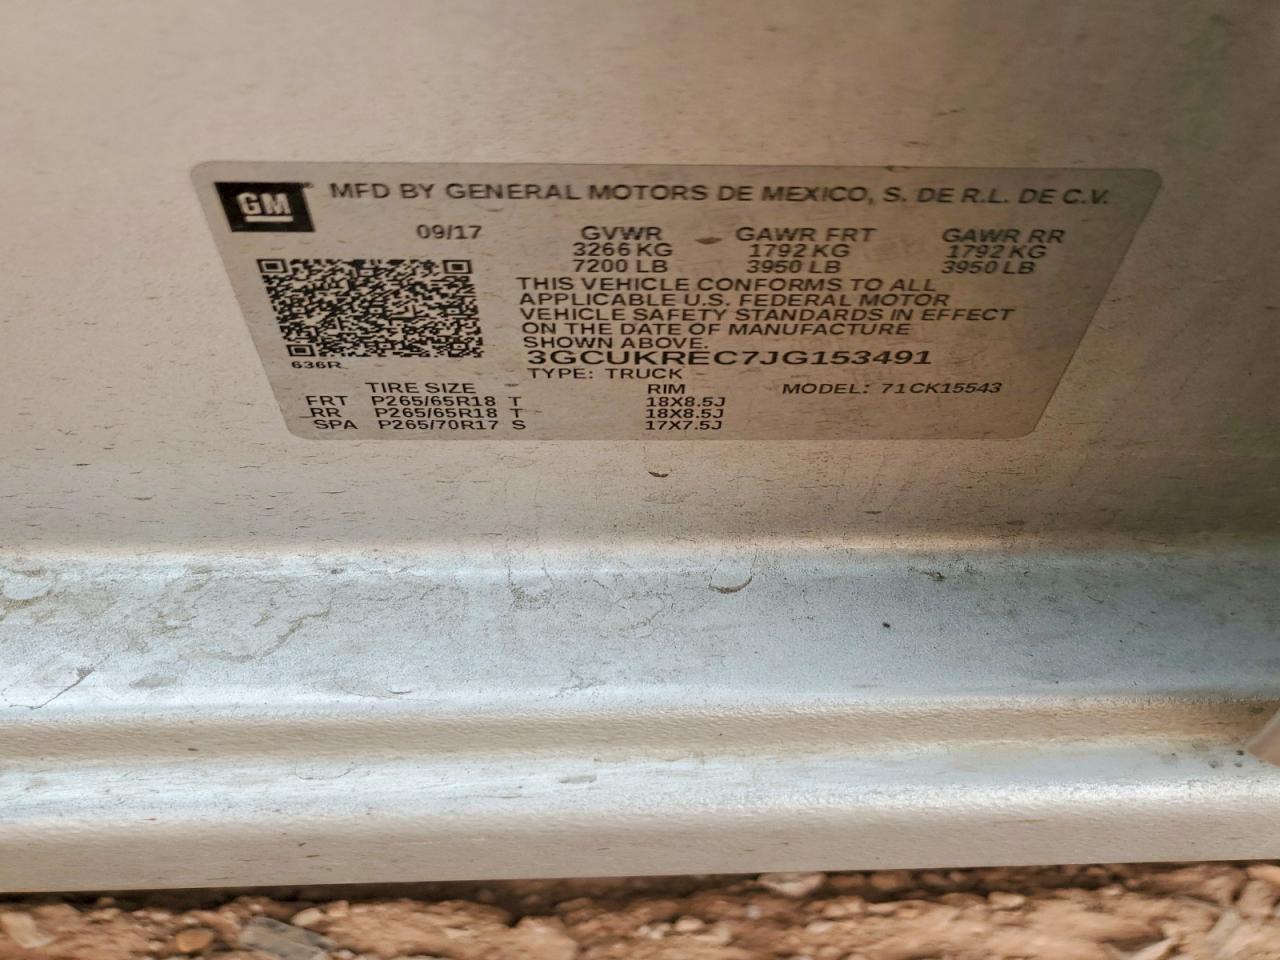 GM MFD BY GENERAL MOTORS DE MEXICO, S. DE R.L. DE C.V.
09/17 GVWR GAWR FRT GAWR RR
3266 KG 1792 KG 1792 KG
7200 LB 3950 LB 3950 LB
THIS VEHICLE CONFORMS TO ALL
APPLICABLE U.S. FEDERAL MOTOR
VEHICLE SAFETY STANDARDS IN EFFECT
ON THE DATE OF MANUFACTURE
SHOWN ABOVE.
3GCUKREC7JG153491
636R
TYPE: TRUCK
TIRE SIZE RIM MODEL: 71CK15543
FRT P265/65R18 T 18X8.5J
RR P265/65R18 T 18X8.5J
SPA P265/70R17 S 17X7.5J